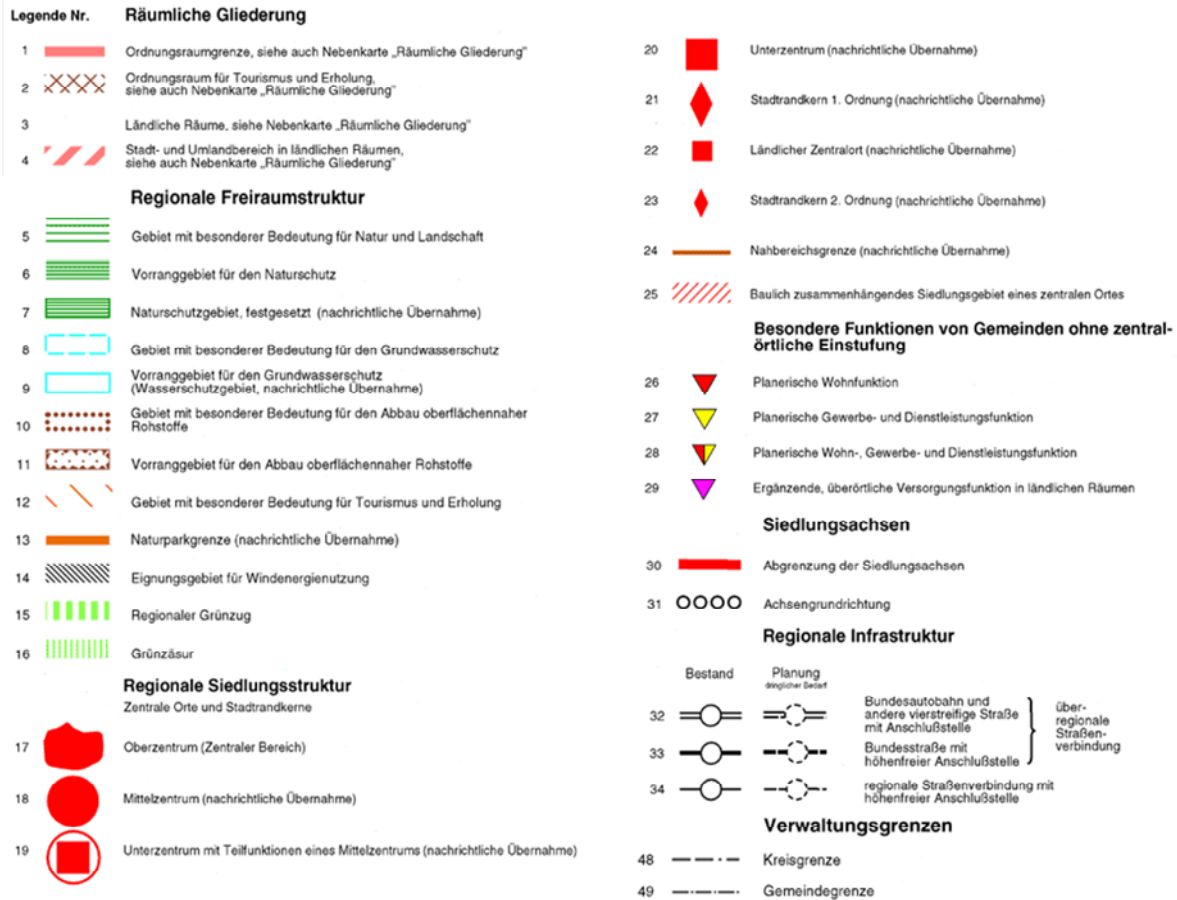 Legende Nr. Räumliche Gliederung
1 Ordnungsraumgrenze, siehe auch Nebenkarte „Räumliche Gliederung"
2 Ordnungsraum für Tourismus und Erholung,
siehe auch Nebenkarte „Räumliche Gliederung"
3 Ländliche Räume, siehe Nebenkarte „Räumliche Gliederung"
4 Stadt- und Umlandbereich in ländlichen Räumen,
siehe auch Nebenkarte „Räumliche Gliederung"
Regionale Freiraumstruktur
5 Gebiet mit besonderer Bedeutung für Natur und Landschaft
6 Vorranggebiet für den Naturschutz
7 Naturschutzgebiet, festgesetzt (nachrichtliche Übernahme)
8 Gebiet mit besonderer Bedeutung für den Grundwasserschutz
9 Vorranggebiet für den Grundwasserschutz
(Wasserschutzgebiet, nachrichtliche Übernahme)
10 Gebiet mit besonderer Bedeutung für den Abbau oberflächennaher
Rohstoffe
11 Vorranggebiet für den Abbau oberflächennaher Rohstoffe
12 Gebiet mit besonderer Bedeutung für Tourismus und Erholung
13 Naturparkgrenze (nachrichtliche Übernahme)
14 Eignungsgebiet für Windenergienutzung
15 Regionaler Grünzug
16 Grünzäsur
Regionale Siedlungsstruktur
Zentrale Orte und Stadtrandkerne
17 Oberzentrum (Zentraler Bereich)
18 Mittelzentrum (nachrichtliche Übernahme)
19 Unterzentrum mit Teilfunktionen eines Mittelzentrums (nachrichtliche Übernahme)
20 Unterzentrum (nachrichtliche Übernahme)
21 Stadtrandkern 1. Ordnung (nachrichtliche Übernahme)
22 Ländlicher Zentralort (nachrichtliche Übernahme)
23 Stadtrandkern 2. Ordnung (nachrichtliche Übernahme)
24 Nahbereichsgrenze (nachrichtliche Übernahme)
25 Baulich zusammenhängendes Siedlungsgebiet eines zentralen Ortes
Besondere Funktionen von Gemeinden ohne zentral-
örtliche Einstufung
26 Planerische Wohnfunktion
27 Planerische Gewerbe- und Dienstleistungsfunktion
28 Planerische Wohn-, Gewerbe- und Dienstleistungsfunktion
29 Ergänzende, überörtliche Versorgungsfunktion in ländlichen Räumen
Siedlungsachsen
30 Abgrenzung der Siedlungsachsen
31 Achsengrundrichtung
Regionale Infrastruktur
Bestand Planung
dringlicher Bedarf
32 Bundesautobahn und
andere vierstreifige Straße
mit Anschlußstelle
33 Bundesstraße mit
höhenfreier Anschlußstelle
über-
regionale
Straßen-
verbindung
34 regionale Straßenverbindung mit
höhenfreier Anschlußstelle
Verwaltungsgrenzen
48 Kreisgrenze
49 Gemeindegrenze